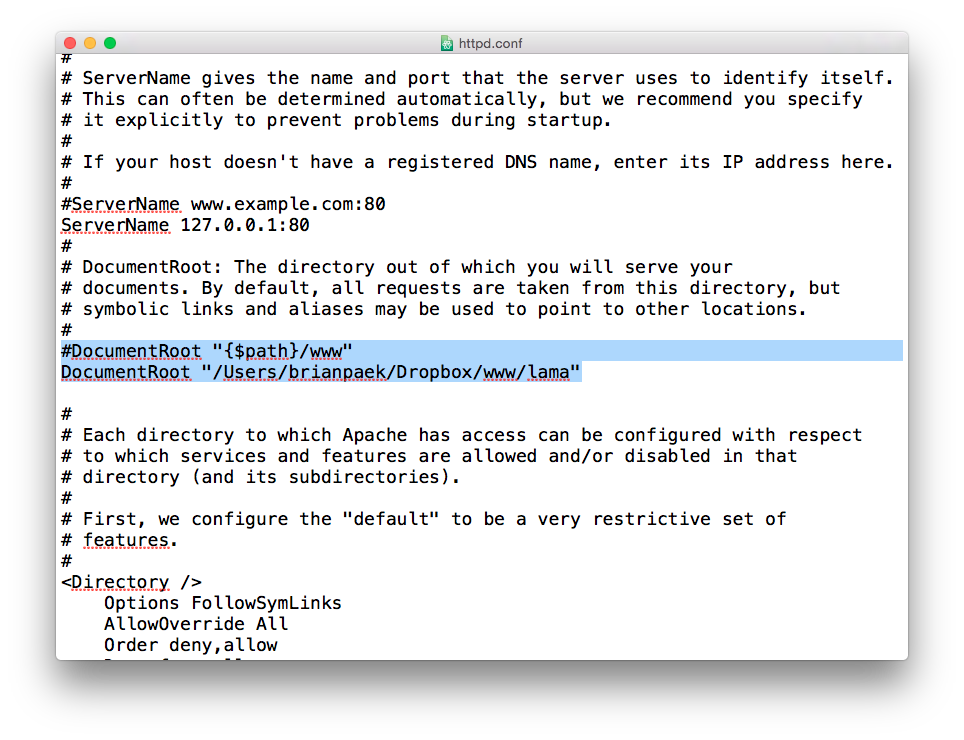 httpd.conf
#
# ServerName gives the name and port that the server uses to identify itself.
# This can often be determined automatically, but we recommend you specify
# it explicitly to prevent problems during startup.
#
# If your host doesn't have a registered DNS name, enter its IP address here.
#
#ServerName www.example.com:80
ServerName 127.0.0.1:80
#
# DocumentRoot: The directory out of which you will serve your
# documents. By default, all requests are taken from this directory, but
# symbolic links and aliases may be used to point to other locations.
#
#DocumentRoot "{$path}/www"
DocumentRoot "/Users/brianpaek/Dropbox/www/lama"
#
# Each directory to which Apache has access can be configured with respect
# to which services and features are allowed and/or disabled in that
# directory (and its subdirectories).
#
# First, we configure the "default" to be a very restrictive set of
# features.
#
<Directory />
    Options FollowSymLinks
    AllowOverride All
    Order deny,allow